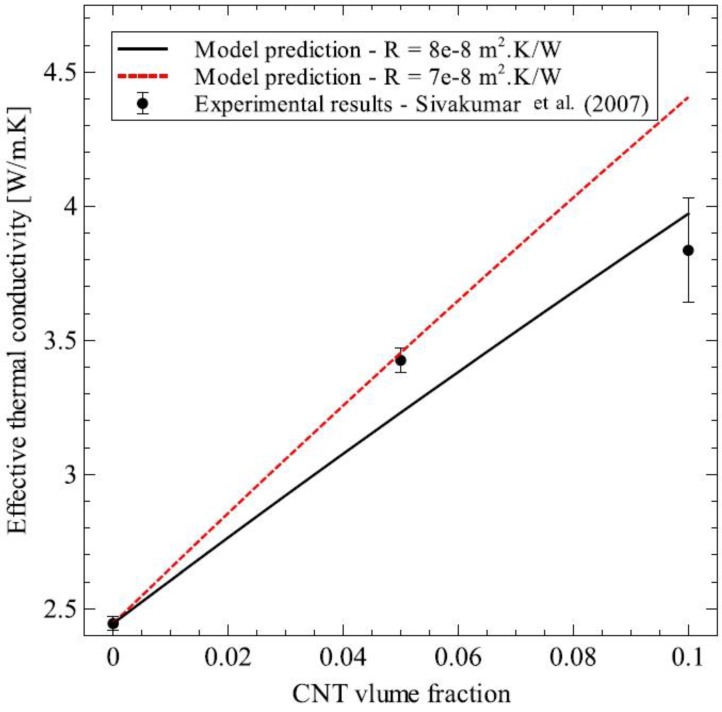 Model prediction - R = 8e-8 m².K/W
Model prediction - R = 7e-8 m².K/W
Experimental results - Sivakumar et al. (2007)
Effective thermal conductivity [W/m.K]
4.5
4
3.5
3
2.5
0 0.02 0.04 0.06 0.08 0.1
CNT vlume fraction